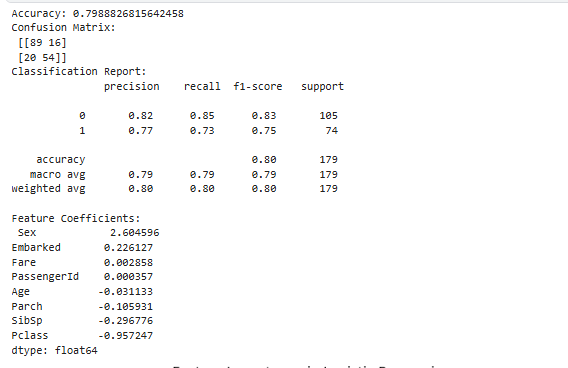 Accuracy: 0.7988826815642458
Confusion Matrix:
[[89 16]
[20 54]]
Classification Report:
precision recall f1-score support
0 0.82 0.85 0.83 105
1 0.77 0.73 0.75 74
accuracy 0.80 179
macro avg 0.79 0.79 0.79 179
weighted avg 0.80 0.80 0.80 179
Feature Coefficients:
Sex 2.604596
Embarked 0.226127
Fare 0.002858
PassengerId 0.000357
Age -0.031133
Parch -0.105931
SibSp -0.296776
Pclass -0.957247
dtype: float64